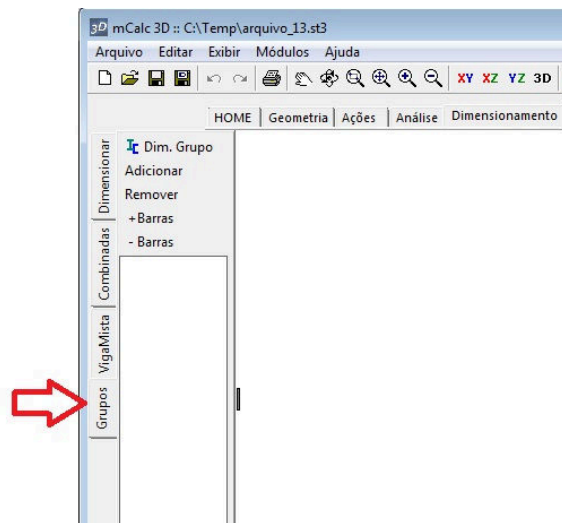 3D mCalc 3D :: C:\Temp\arquivo_13.st3
Arquivo Editar Exibir Módulos Ajuda
XY XZ YZ 3D
HOME Geometria Ações Análise Dimensionamento
Dimensionar
Combinadas
VigaMista
Grupos
Dim. Grupo
Adicionar
Remover
+Barras
- Barras